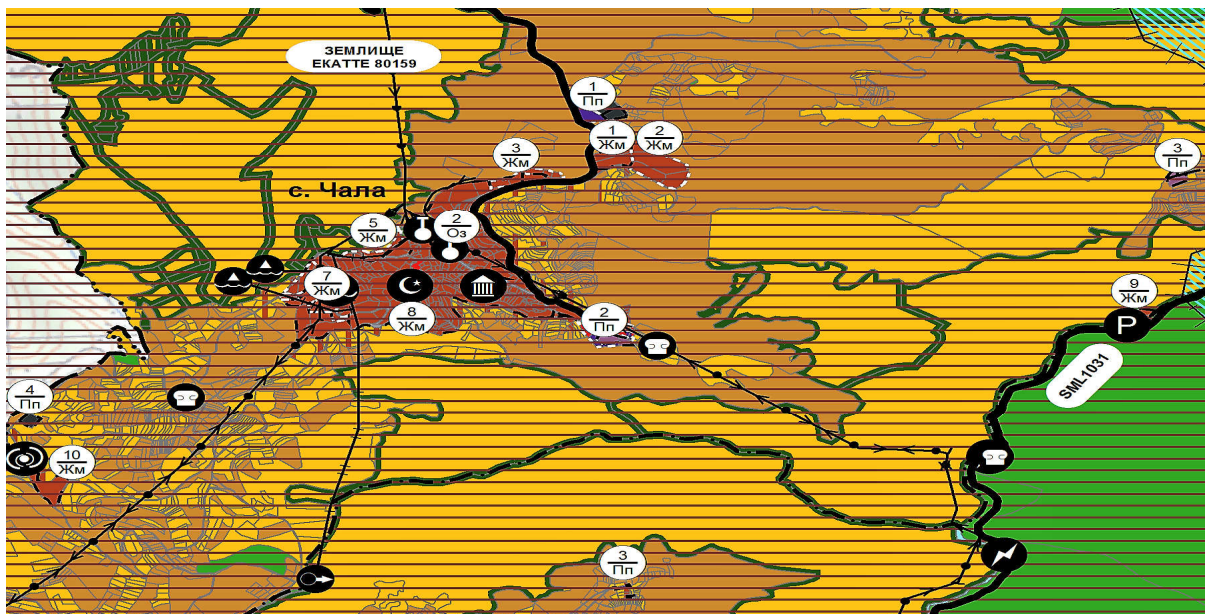 ЗЕМЛИЩЕ
ЕКАТТЕ 80159
1
Пп
1
Жм
2
Жм
3
Жм
3
Пп
с. Чала
5
Жм
2
Оз
7
Жм
8
Жм
9
Жм
2
Пп
P
SML1031
4
Пп
10
Жм
3
Пп